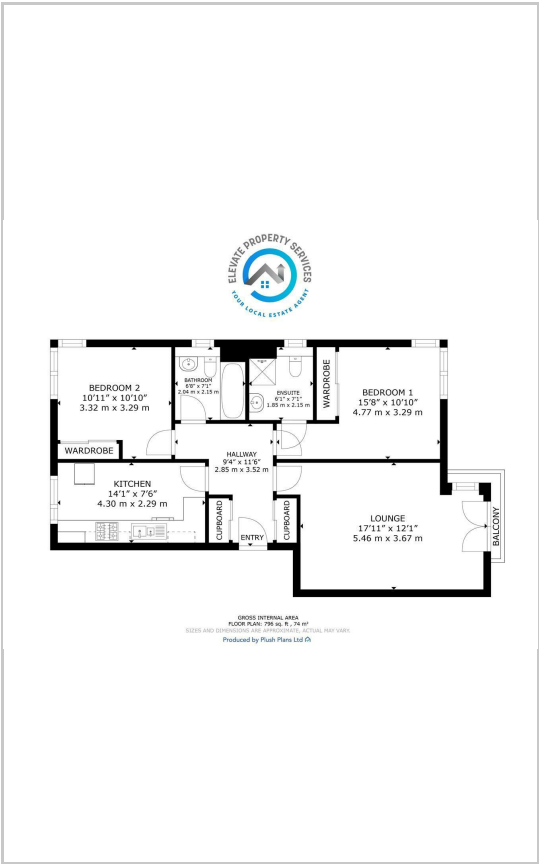 ELEVATE PROPERTY SERVICES
YOUR LOCAL ESTATE AGENT
BEDROOM 2
10'11" x 10'10"
3.32 m x 3.29 m
WARDROBE
BATHROOM
6'8" x 7'1"
2.04 m x 2.15 m
ENSUITE
6'1" x 7'1"
1.85 m x 2.15 m
WARDROBE
BEDROOM 1
15'8" x 10'10"
4.77 m x 3.29 m
HALLWAY
9'4" x 11'6"
2.85 m x 3.52 m
KITCHEN
14'1" x 7'6"
4.30 m x 2.29 m
CUPBOARD
ENTRY
CUPBOARD
LOUNGE
17'11" x 12'1"
5.46 m x 3.67 m
BALCONY
GROSS INTERNAL AREA
FLOOR PLAN: 796 sq. ft , 74 m²
SIZES AND DIMENSIONS ARE APPROXIMATE, ACTUAL MAY VARY.
Produced by Plush Plans Ltd